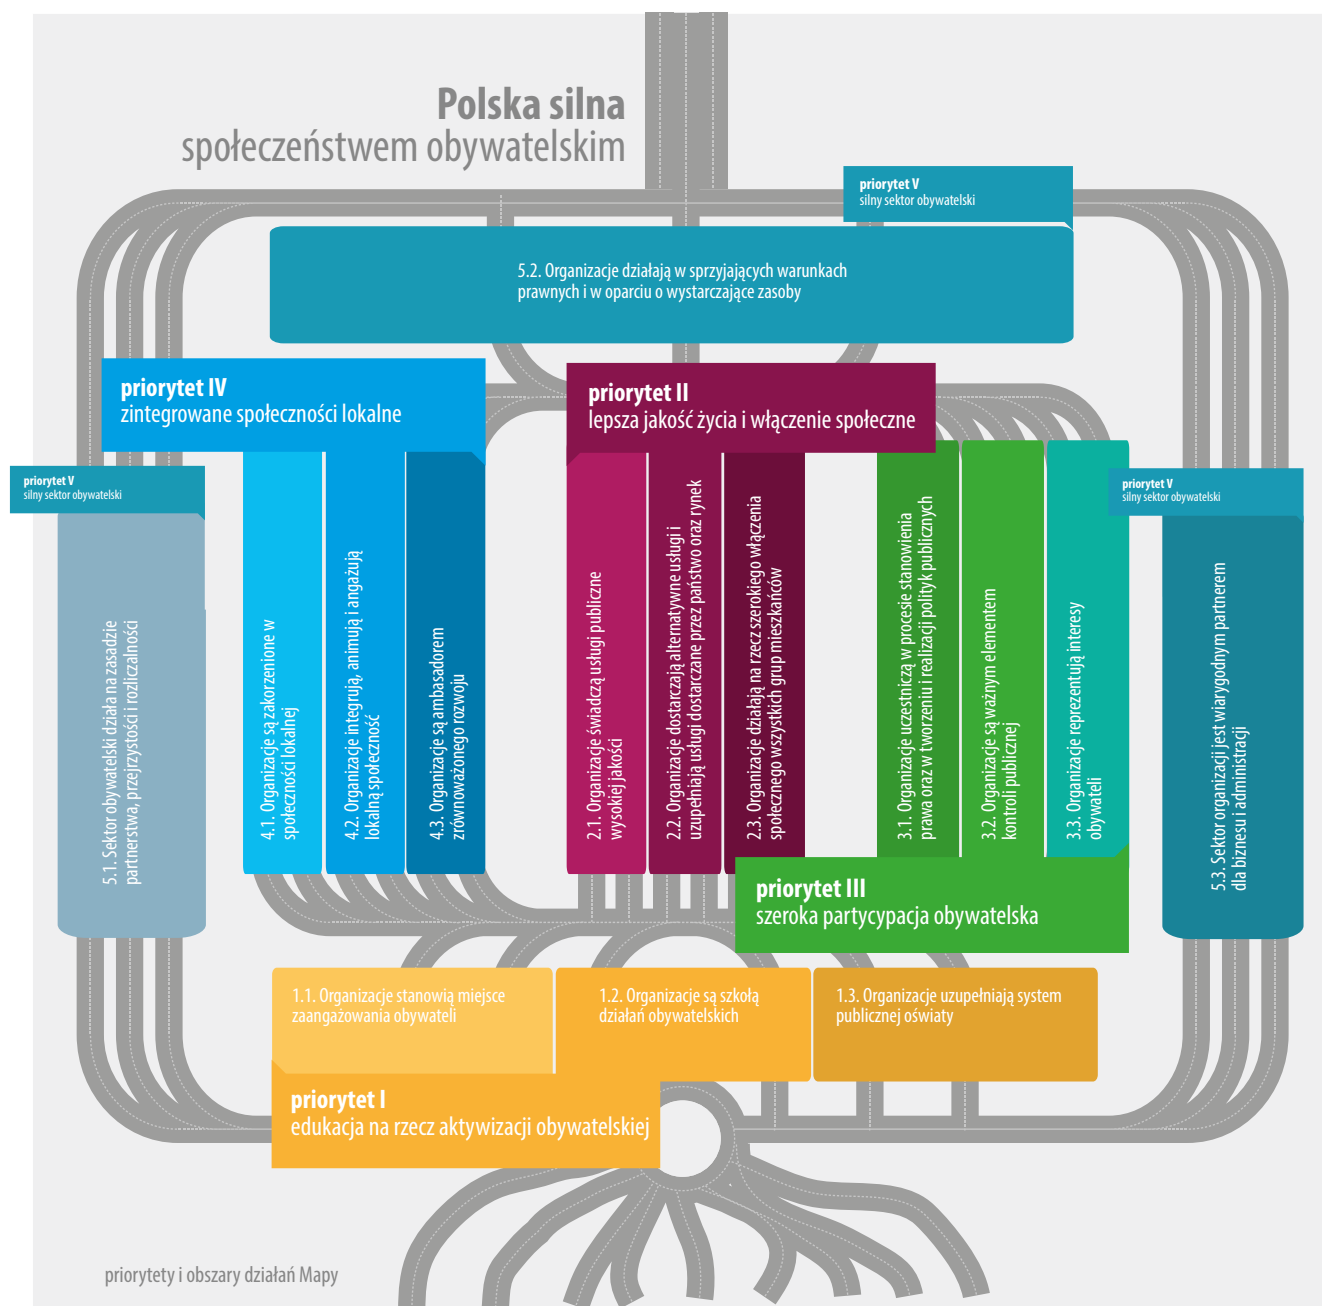 Polska silna
społeczeństwem obywatelskim
priorytet V
silny sektor obywatelski
5.2. Organizacje działają w sprzyjających warunkach
prawnych i w oparciu o wystarczające zasoby
priorytet IV
zintegrowane społeczności lokalne
priorytet II
lepsza jakość życia i włączenie społeczne
priorytet V
silny sektor obywatelski
priorytet V
silny sektor obywatelski
5.1. Sektor obywatelski działa na zasadzie
partnerstwa, przejrzystości i rozliczalności
4.1. Organizacje są zakorzenione w
społeczności lokalnej
4.2. Organizacje integrują, animują i angażują
lokalną społeczność
4.3. Organizacje są ambasadorem
zrównoważonego rozwoju
2.1. Organizacje świadczą usługi publiczne
wysokiej jakości
2.2. Organizacje dostarczają alternatywne usługi i
uzupełniają usługi dostarczane przez państwo oraz rynek
2.3. Organizacje działają na rzecz szerokiego włączenia
społecznego wszystkich grup mieszkańców
3.1. Organizacje uczestniczą w procesie stanowienia
prawa oraz w tworzeniu i realizacji polityk publicznych
3.2. Organizacje są ważnym elementem
kontroli publicznej
3.3. Organizacje reprezentują interesy
obywateli
5.3. Sektor organizacji jest wiarygodnym partnerem
dla biznesu i administracji
priorytet III
szeroka partycypacja obywatelska
1.1. Organizacje stanowią miejsce
zaangażowania obywateli
1.2. Organizacje są szkołą
działań obywatelskich
1.3. Organizacje uzupełniają system
publicznej oświaty
priorytet I
edukacja na rzecz aktywizacji obywatelskiej
priorytety i obszary działań Mapy